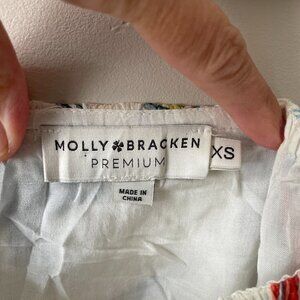 MOLLY BRACKEN
PREMIUM
XS
MADE IN
CHINA